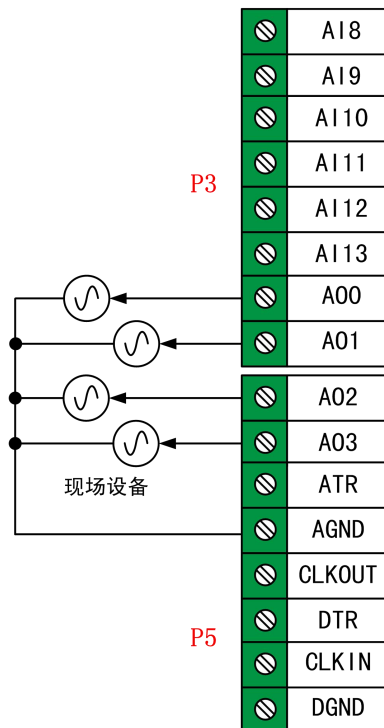 AI8
AI9
AI10
AI11
P3
AI12
AI13
AO0
AO1
AO2
AO3
现场设备
ATR
AGND
CLKOUT
DTR
P5
CLKIN
DGND